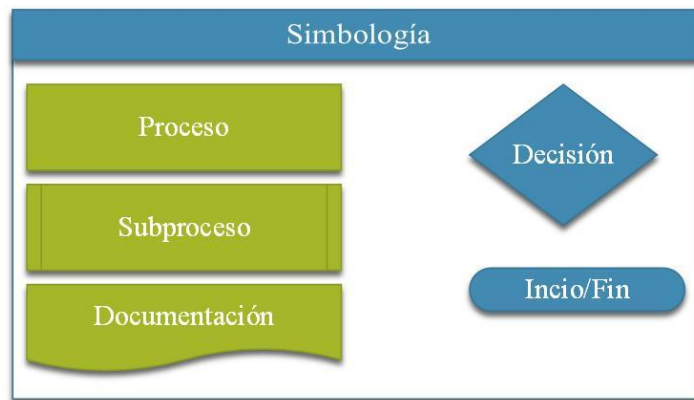 Simbología
Proceso
Decisión
Subproceso
Incio/Fin
Documentación